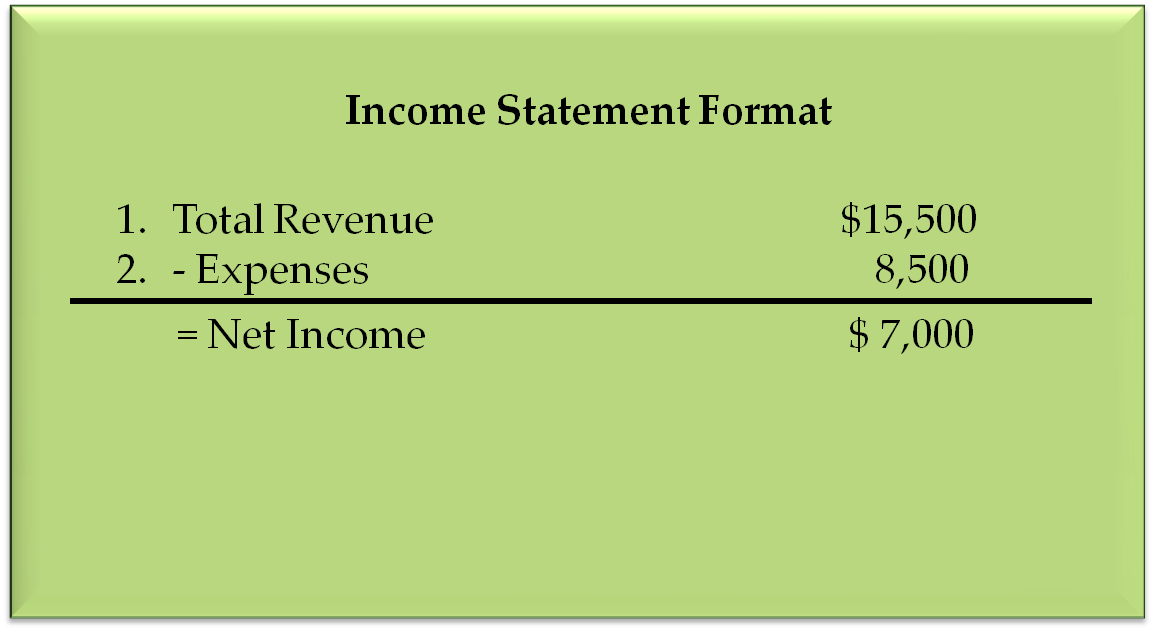 Income Statement Format
1. Total Revenue $15,500
2. - Expenses 8,500
= Net Income $ 7,000